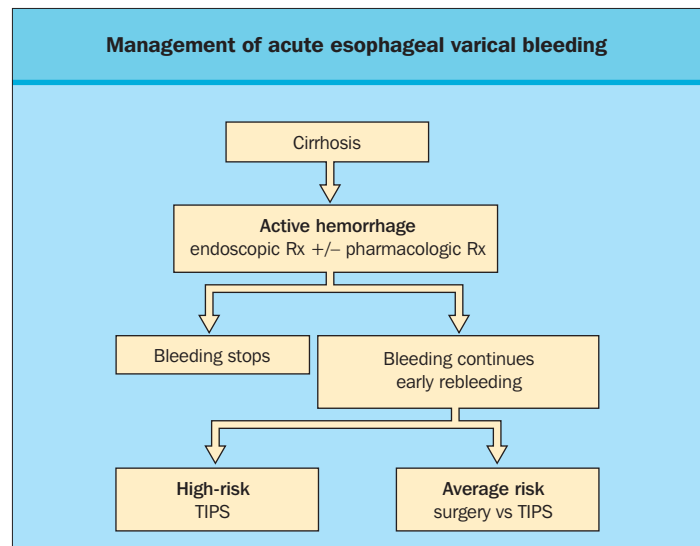 Management of acute esophageal varical bleeding
Cirrhosis
Active hemorrhage
endoscopic Rx +/– pharmacologic Rx
Bleeding stops
Bleeding continues
early rebleeding
High-risk
TIPS
Average risk
surgery vs TIPS